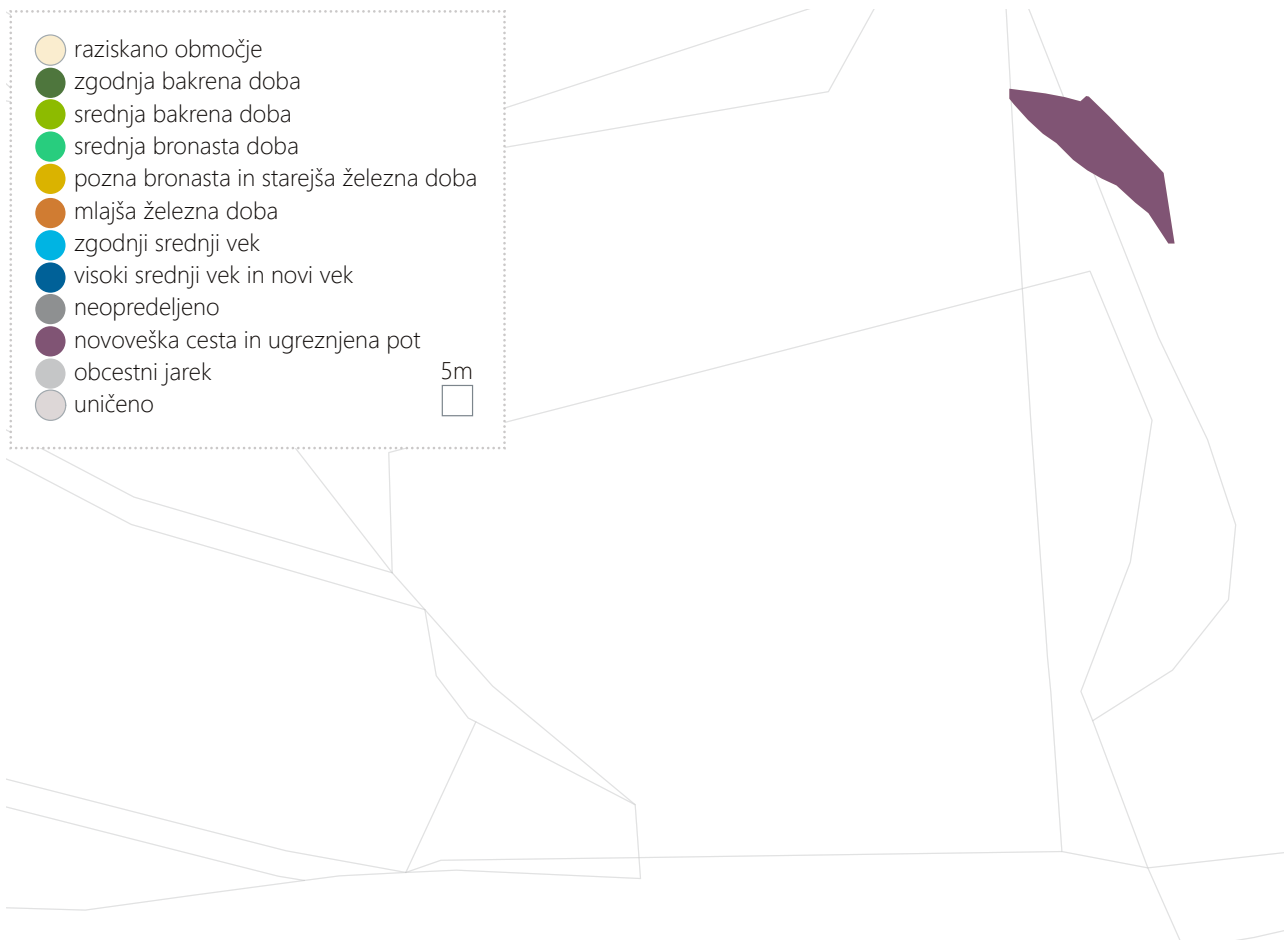 raziskano območje
zgodnja bakrena doba
srednja bakrena doba
srednja bronasta doba
pozna bronasta in starejša železna doba
mlajša železna doba
zgodnji srednji vek
visoki srednji vek in novi vek
neopredeljeno
novoveška cesta in ugreznjena pot
obcestni jarek
5m
uničeno